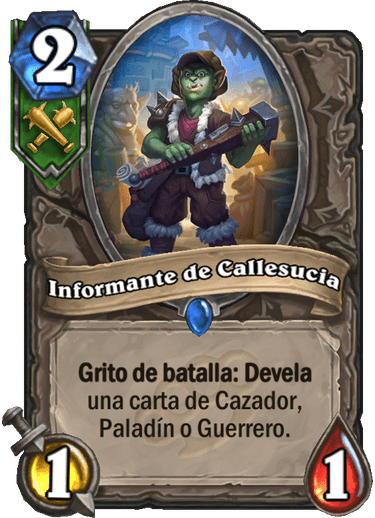 2
Informante de Callesucia
Grito de batalla: Devela
una carta de Cazador,
Paladín o Guerrero.
1
1